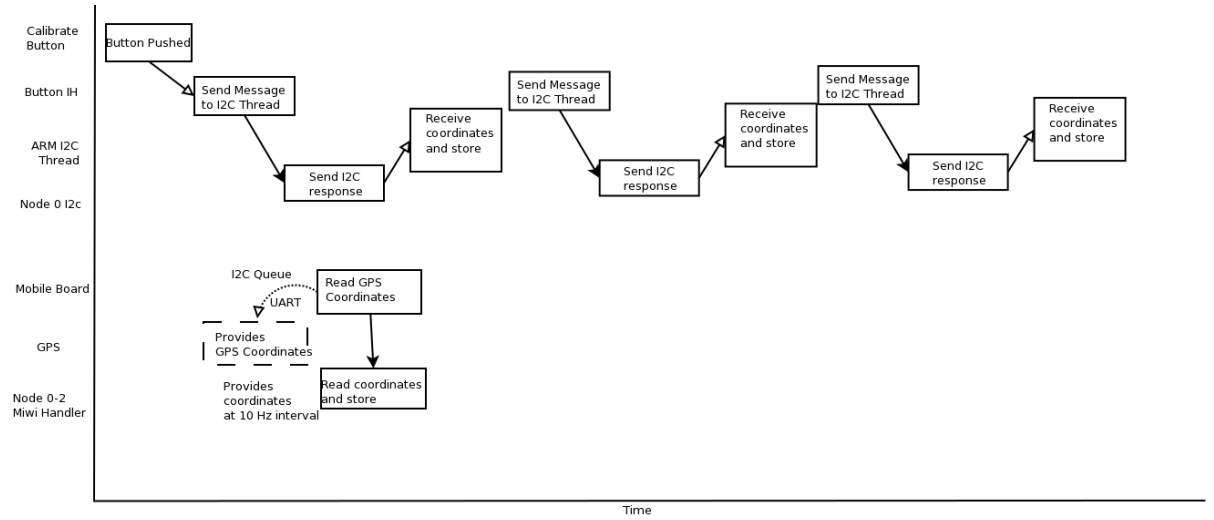 Calibrate
Button
Button Pushed
Button IH
Send Message
to I2C Thread
Send Message
to I2C Thread
Send Message
to I2C Thread
ARM I2C
Thread
Receive
coordinates
and store
Receive
coordinates
and store
Receive
coordinates
and store
Send I2C
response
Send I2C
response
Send I2C
response
Node 0 I2c
Mobile Board
I2C Queue
UART
Read GPS
Coordinates
GPS
Provides
GPS Coordinates
Node 0-2
Miwi Handler
Provides
coordinates
at 10 Hz interval
Read coordinates
and store
Time